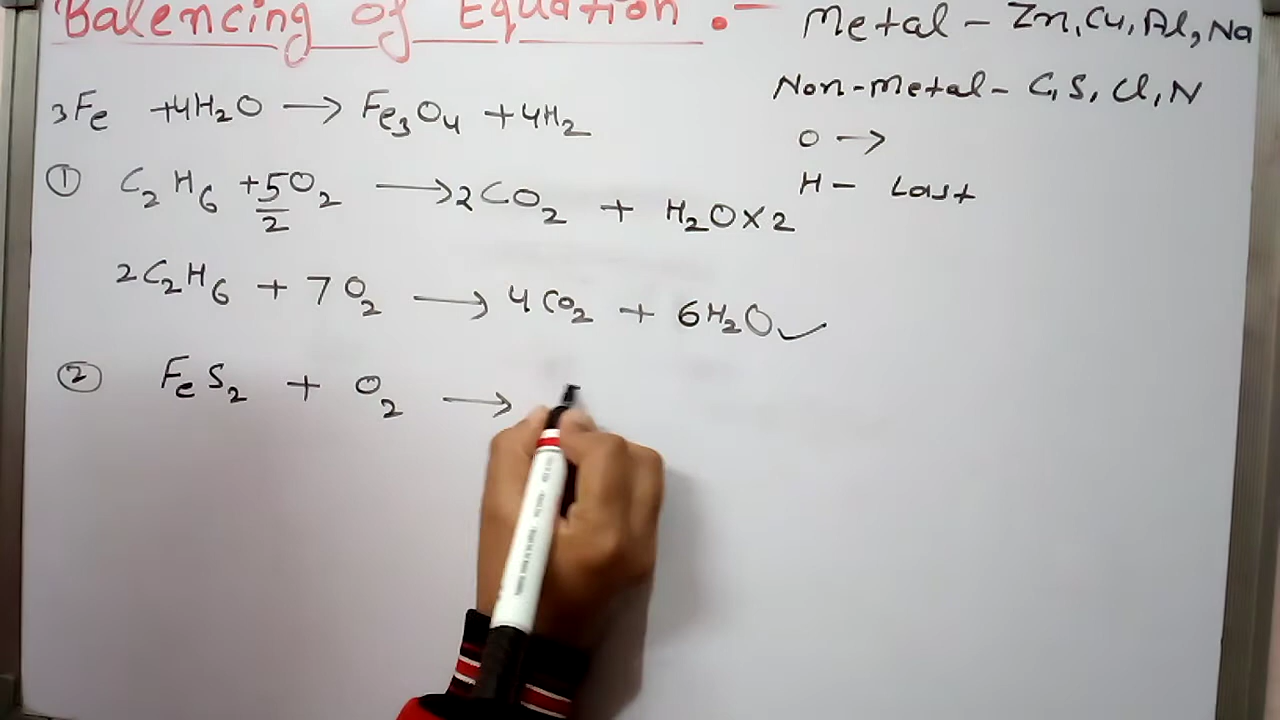 Balencing of Equation :-
Metal - Zn, Cu, Al, Na
Non-metal - C, S, Cl, N
O →
H - Last
3Fe + 4H₂O → Fe₃O₄ + 4H₂
① C₂H₆ + 5/2 O₂ → 2CO₂ + H₂O×2
2C₂H₆ + 7O₂ → 4CO₂ + 6H₂O ✓
② FeS₂ + O₂ →